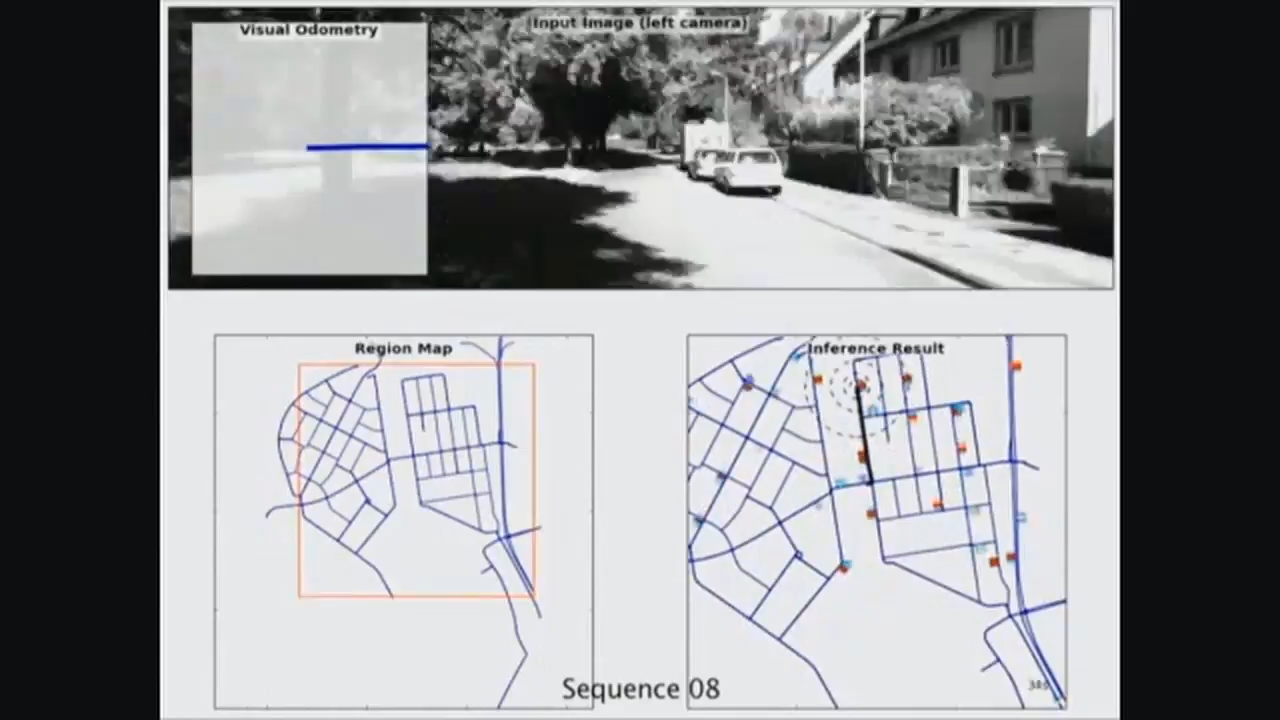 Visual Odometry
Input Image (left camera)
Region Map
Inference Result
Sequence 08